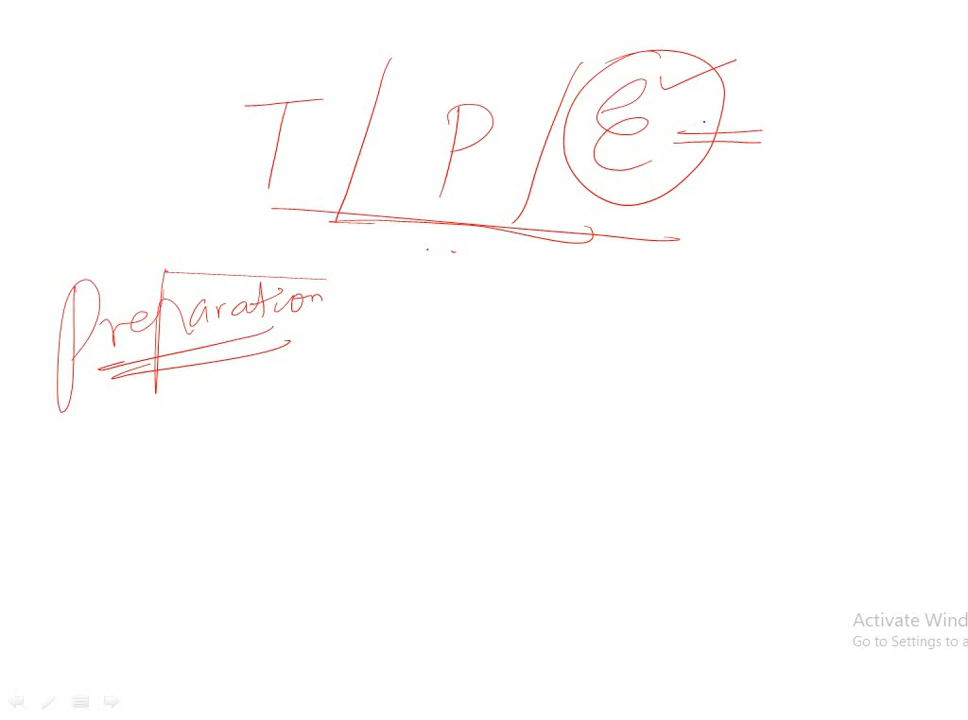 T / P / E
Preparation
Activate Wind
Go to Settings to a